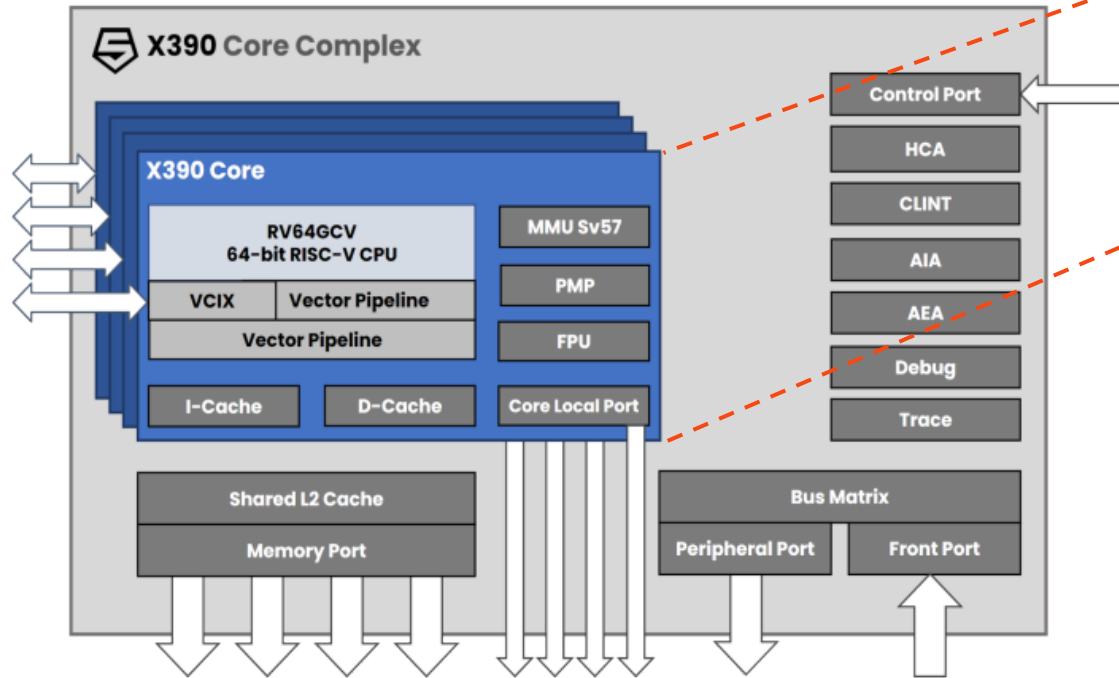 X390 Core Complex
X390 Core
RV64GCV
64-bit RISC-V CPU
VCIX
Vector Pipeline
Vector Pipeline
MMU Sv57
PMP
FPU
I-Cache
D-Cache
Core Local Port
Control Port
HCA
CLINT
AIA
AEA
Debug
Trace
Shared L2 Cache
Memory Port
Bus Matrix
Peripheral Port
Front Port